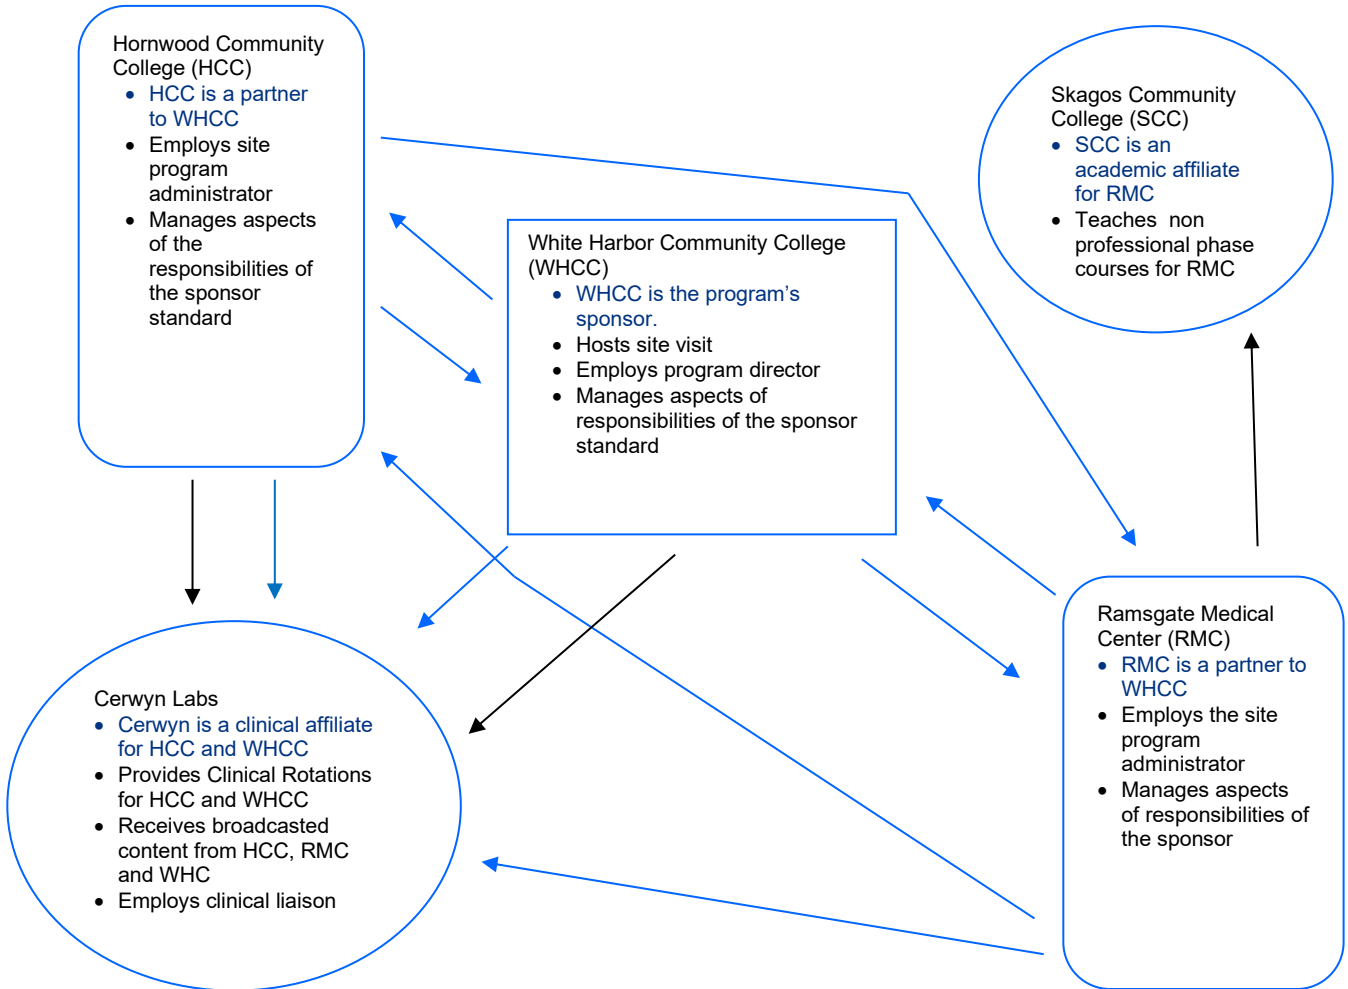 Hornwood Community
College (HCC)
• HCC is a partner
to WHCC
• Employs site
program
administrator
• Manages aspects
of the
responsibilities of
the sponsor
standard
White Harbor Community College
(WHCC)
• WHCC is the program’s
sponsor.
• Hosts site visit
• Employs program director
• Manages aspects of
responsibilities of the sponsor
standard
Skagos Community
College (SCC)
• SCC is an
academic affiliate
for RMC
• Teaches non
professional phase
courses for RMC
Cerwyn Labs
• Cerwyn is a clinical affiliate
for HCC and WHCC
• Provides Clinical Rotations
for HCC and WHCC
• Receives broadcasted
content from HCC, RMC
and WHC
• Employs clinical liaison
Ramsgate Medical
Center (RMC)
• RMC is a partner to
WHCC
• Employs the site
program
administrator
• Manages aspects
of responsibilities of
the sponsor